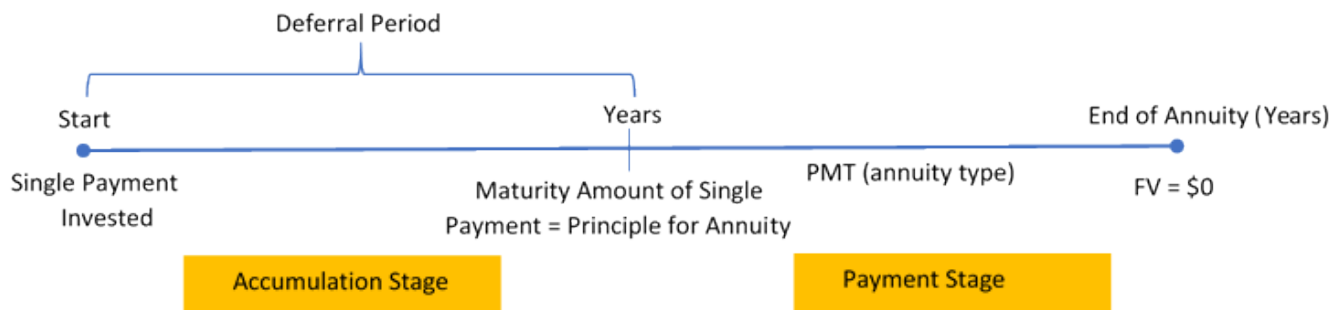 Deferral Period
Start
Years
End of Annuity (Years)
Single Payment
Invested
Maturity Amount of Single
Payment = Principle for Annuity
PMT (annuity type)
FV = $0
Accumulation Stage
Payment Stage